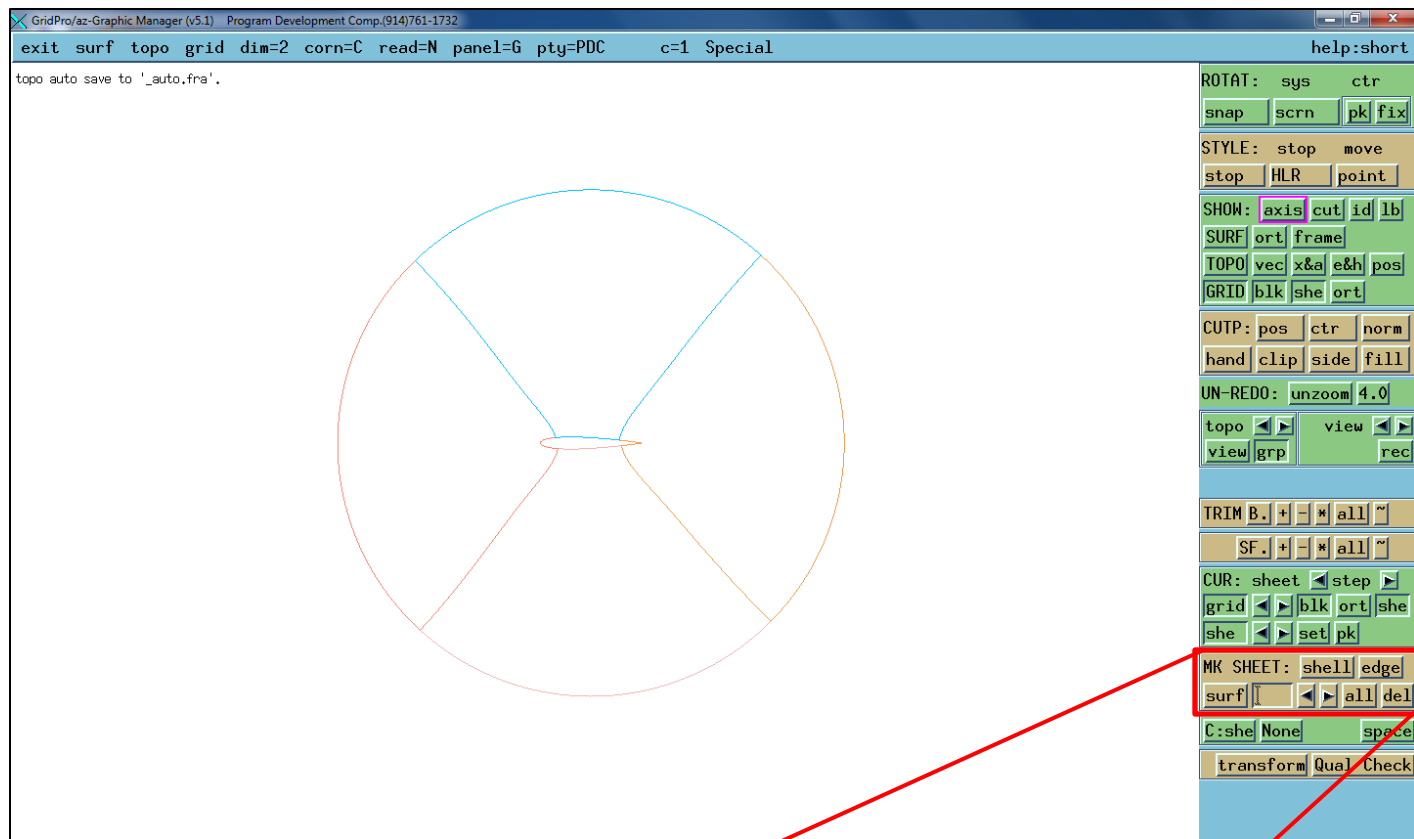 GridPro/az-Graphic Manager (v5.1) Program Development Comp.(914)761-1732
exit surf topo grid dim=2 corn=C read=N panel=G pty=PDC c=1 Special help:short
topo auto save to '_auto.fra'.
ROTAT: sys ctr
snap scrn pk fix
STYLE: stop move
stop HLR point
SHOW: axis cut id lb
SURF ort frame
TOPO vec x&a e&h pos
GRID blk she ort
CUTP: pos ctr norm
hand clip side fill
UN-REDO: unzoom 4.0
topo view
view grp rec
TRIM B. + - * all ~
SF. + - * all ~
CUR: sheet step
grid blk ort she
she set pk
MK SHEET: shell edge
surf all del
C:she None space
transform Qual Check